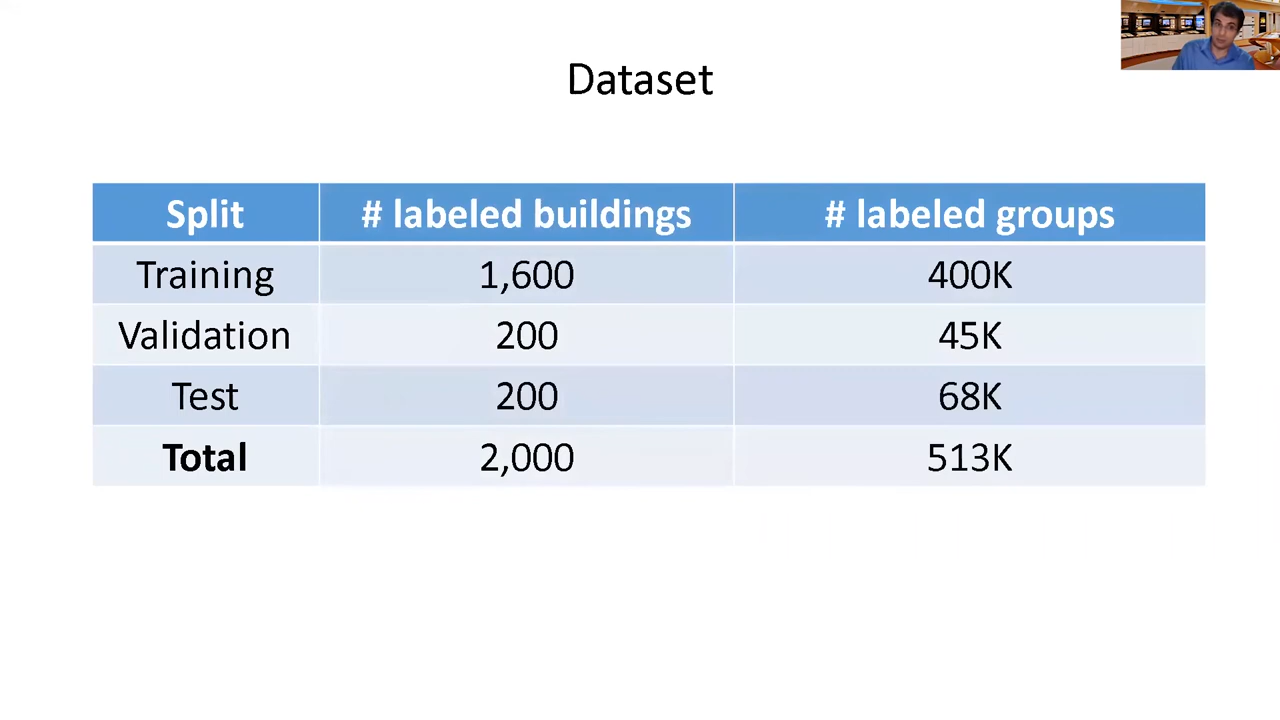 Dataset
Split # labeled buildings # labeled groups
Training 1,600 400K
Validation 200 45K
Test 200 68K
Total 2,000 513K